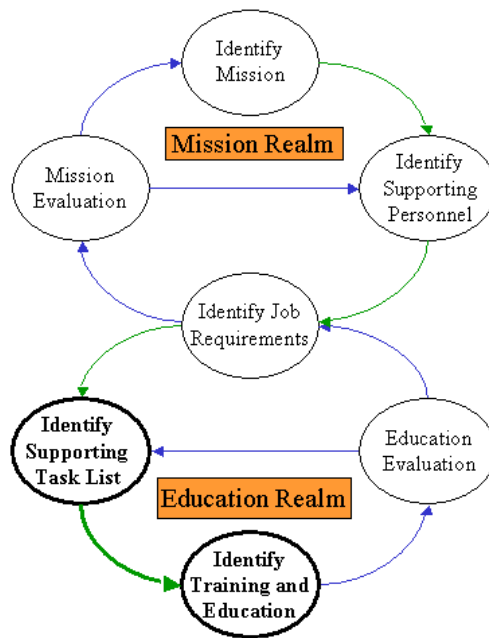 Identify
Mission
Mission Realm
Mission
Evaluation
Identify
Supporting
Personnel
Identify Job
Requirements
Identify
Supporting
Task List
Education
Evaluation
Education Realm
Identify
Training and
Education